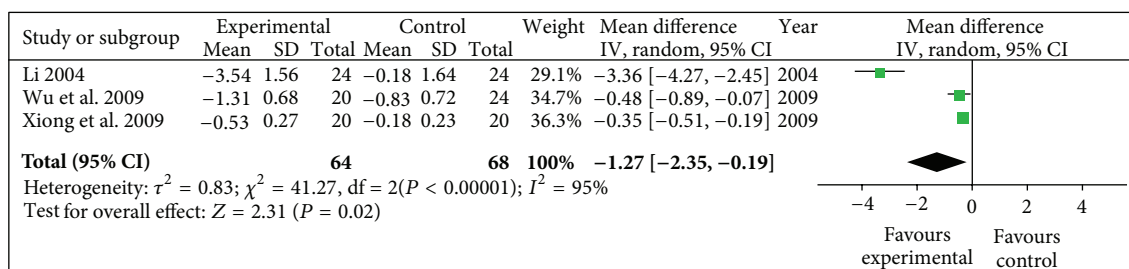 Study or subgroup Experimental Control Weight Mean difference Year Mean difference
Mean SD Total Mean SD Total IV, random, 95% CI IV, random, 95% CI
Li 2004 −3.54 1.56 24 −0.18 1.64 24 29.1% −3.36 [−4.27, −2.45] 2004
Wu et al. 2009 −1.31 0.68 20 −0.83 0.72 24 34.7% −0.48 [−0.89, −0.07] 2009
Xiong et al. 2009 −0.53 0.27 20 −0.18 0.23 20 36.3% −0.35 [−0.51, −0.19] 2009
Total (95% CI) 64 68 100% −1.27 [−2.35, −0.19]
Heterogeneity: τ² = 0.83; χ² = 41.27, df = 2(P < 0.00001); I² = 95%
Test for overall effect: Z = 2.31 (P = 0.02)
−4 −2 0 2 4
Favours experimental
Favours control